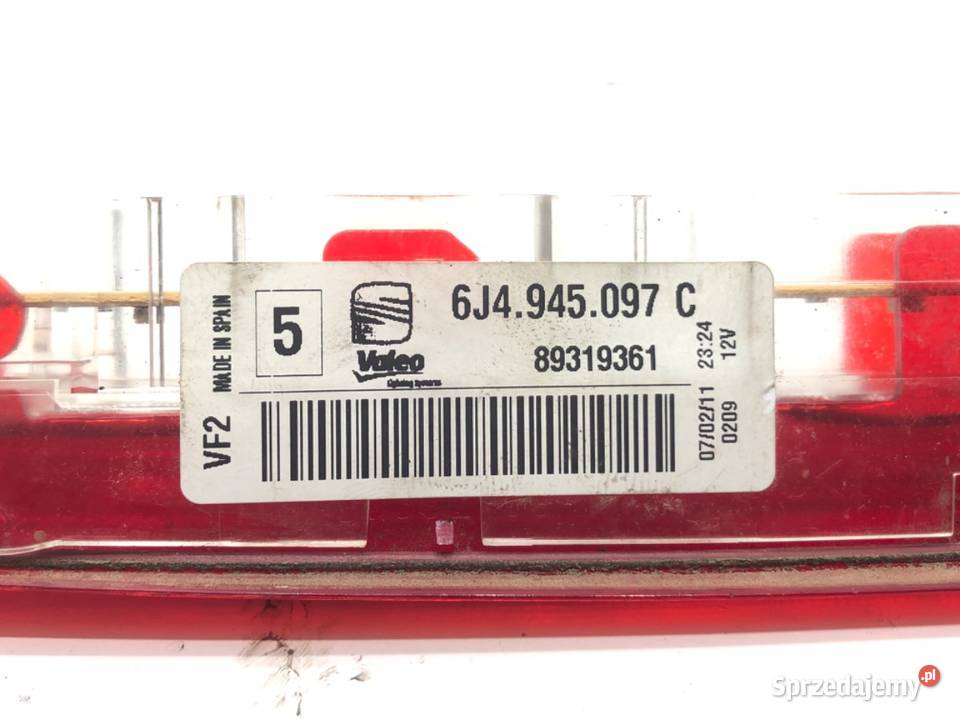 MADE IN SPAIN
VF2
5
Valeo
Lighting Systems
6J4.945.097 C
89319361
07/02/11 23:24
0209 12V
Sprzedajemy.pl